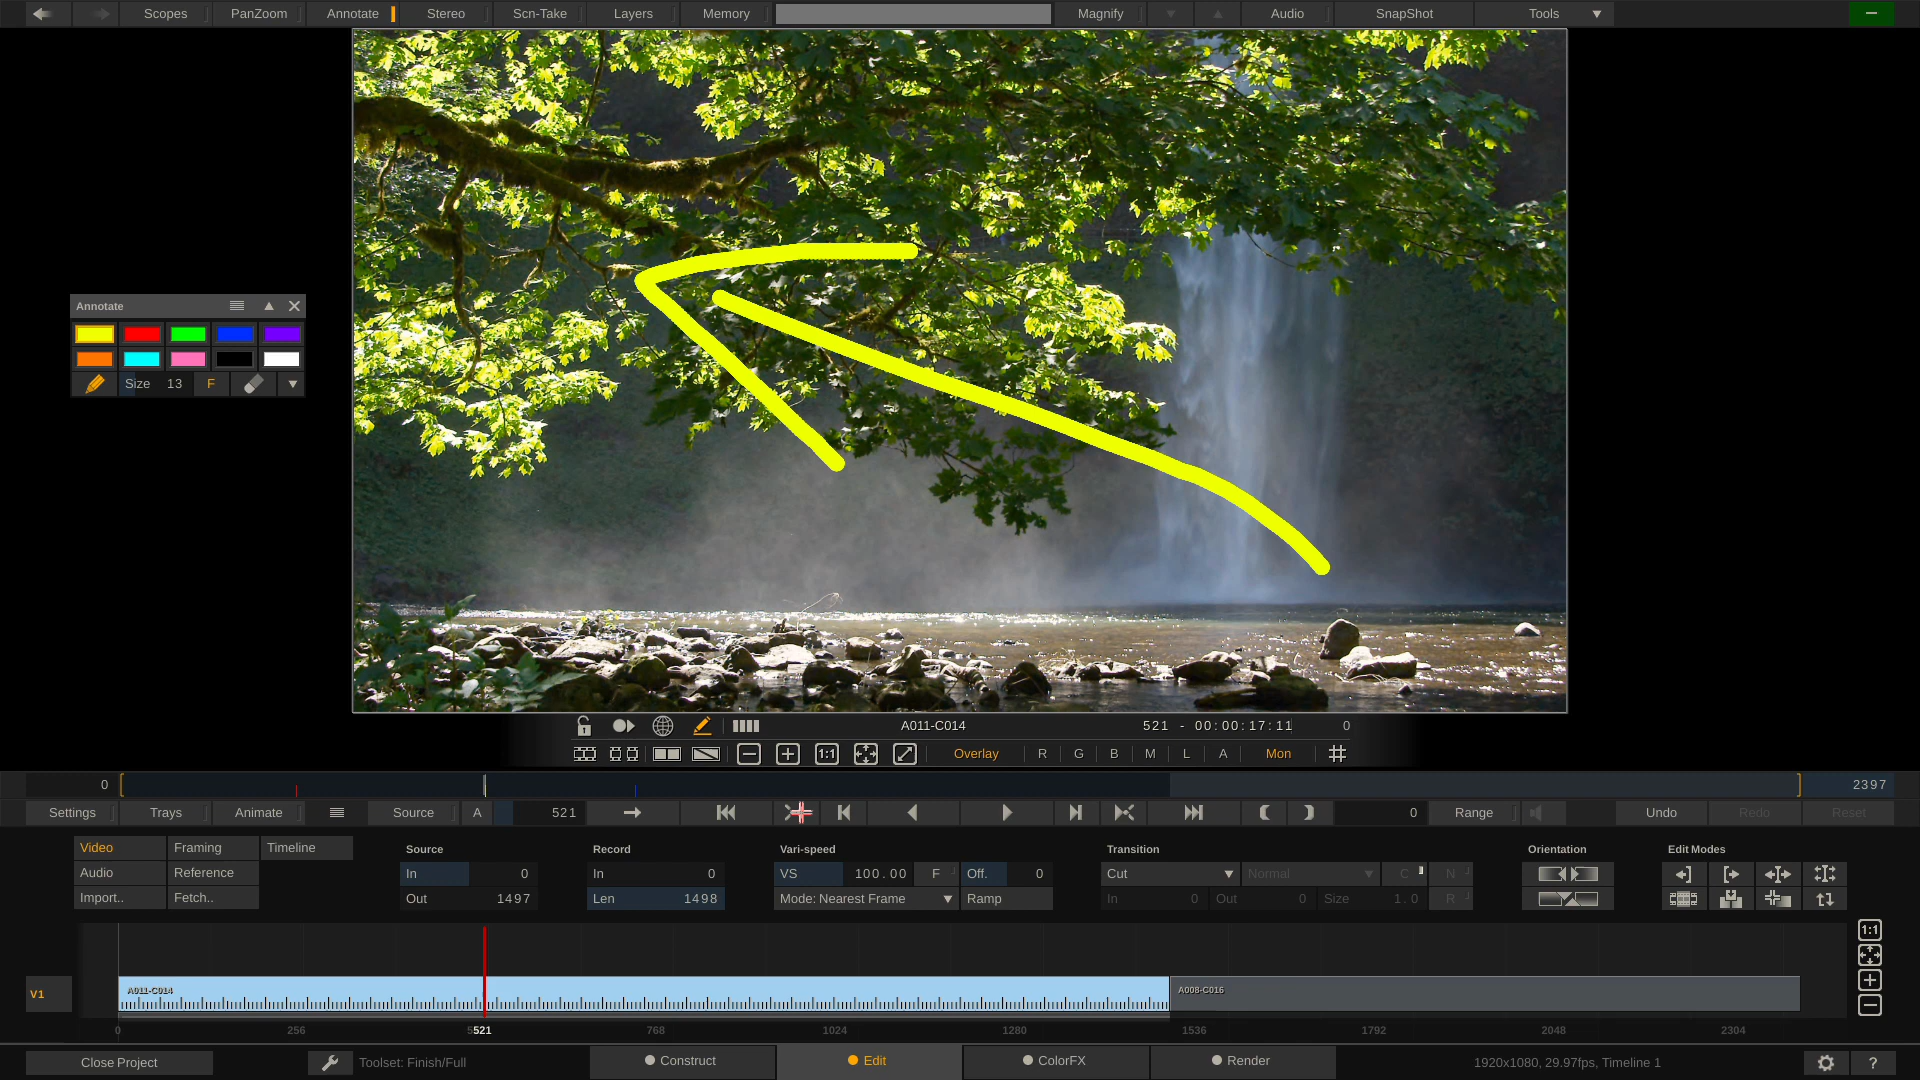 Scopes PanZoom Annotate Stereo Scn-Take Layers Memory Magnify Audio SnapShot Tools
Annotate
Size 13 F
A011-C014 521 - 00:00:17:11 0
1:1 Overlay R G B M L A Mon
0 2397
Settings Trays Animate Source A 521 0 Range Undo Redo Reset
Video Framing Timeline Source Record Vari-speed Transition Orientation Edit Modes
Audio Reference In 0 In 0 VS 100.00 F Off. 0 Cut Normal C N
Import.. Fetch.. Out 1497 Len 1498 Mode: Nearest Frame Ramp In 0 Out 0 Size 1.0 R
1:1
V1 A011-C014 A008-C016
0 256 521 768 1024 1280 1536 1792 2048 2304
Close Project Toolset: Finish/Full Construct Edit ColorFX Render 1920x1080, 29.97fps, Timeline 1 ?